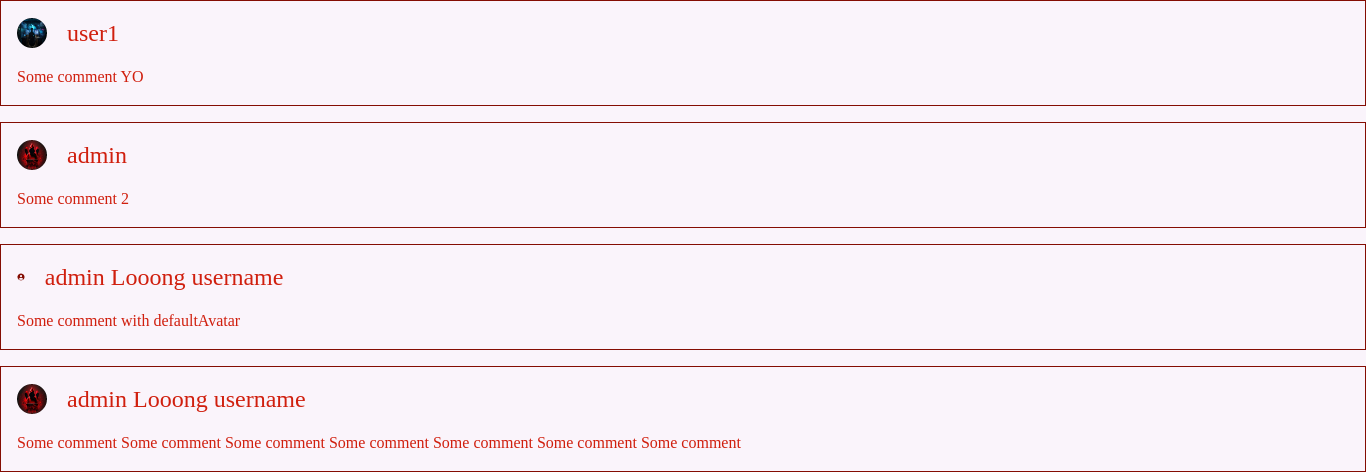 user1
Some comment YO
admin
Some comment 2
admin Looong username
Some comment with defaultAvatar
admin Looong username
Some comment Some comment Some comment Some comment Some comment Some comment Some comment